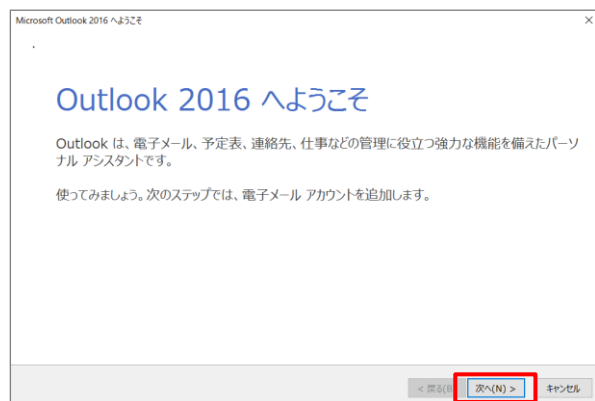 Microsoft Outlook 2016 へようこそ
Outlook 2016 へようこそ
Outlook は、電子メール、予定表、連絡先、仕事などの管理に役立つ強力な機能を備えたパーソ
ナル アシスタントです。
使ってみましょう。次のステップでは、電子メール アカウントを追加します。
< 戻る(B 次へ(N) > キャンセル